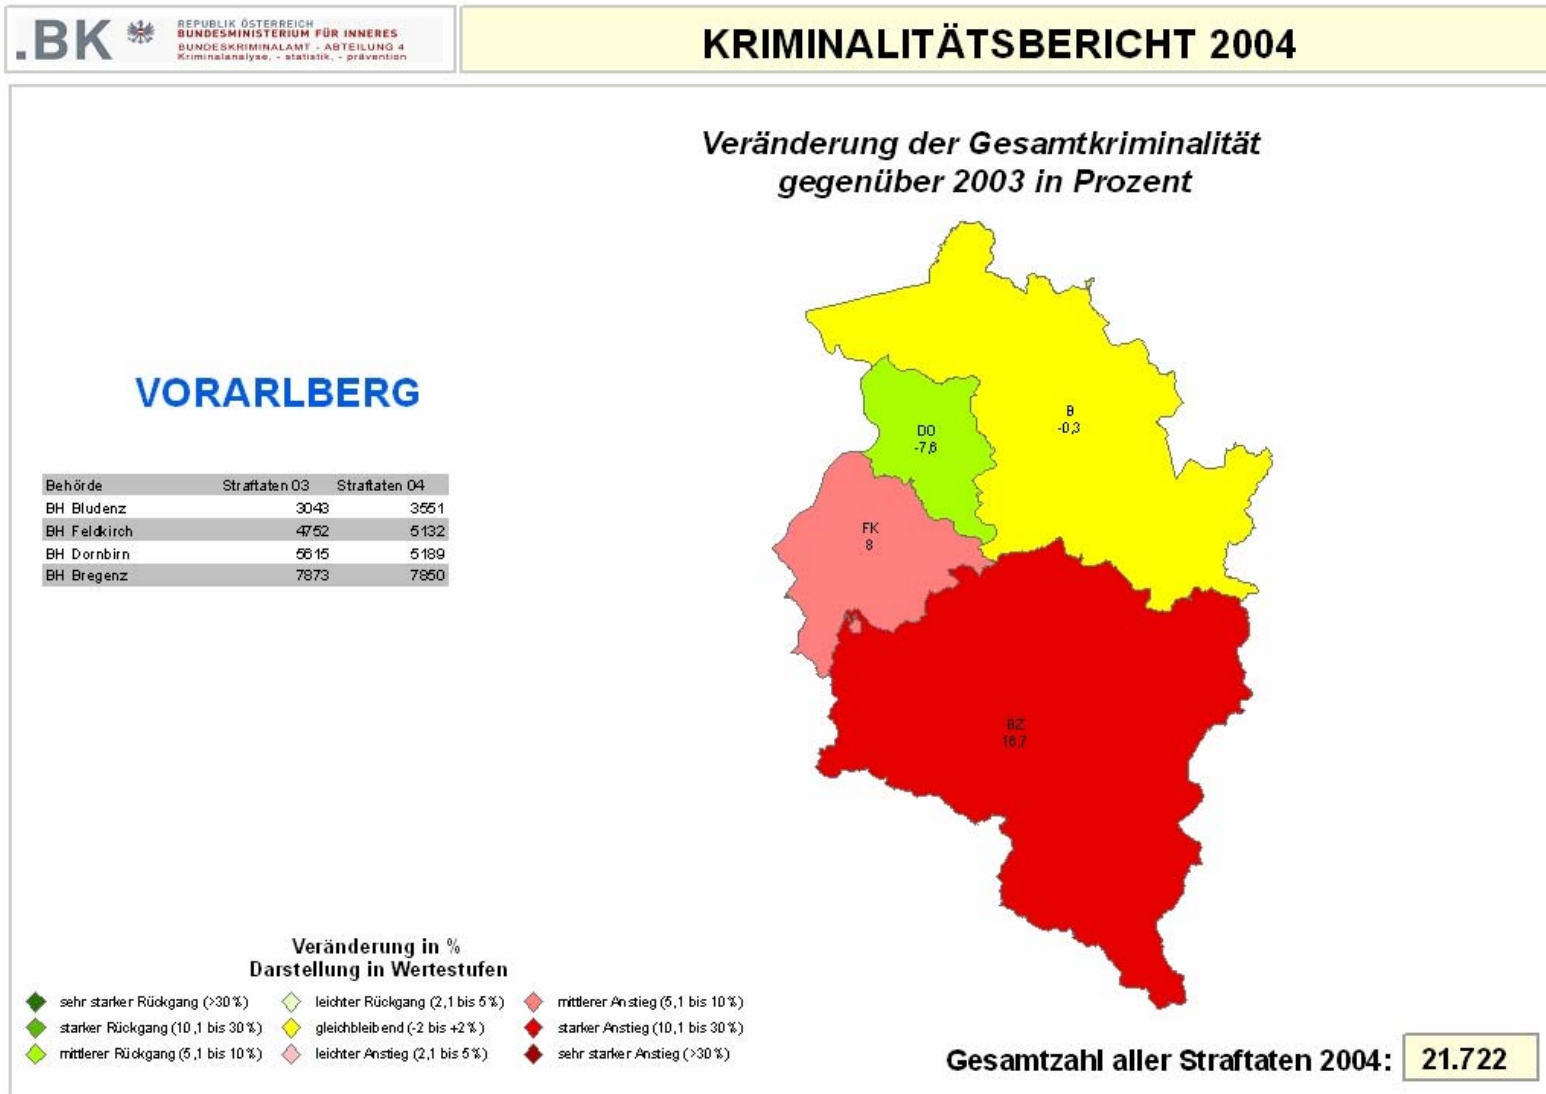 .BK
REPUBLIK ÖSTERREICH
BUNDESMINISTERIUM FÜR INNERES
BUNDESKRIMINALAMT - ABTEILUNG 4
Kriminalanalyse, - statistik, - prävention
KRIMINALITÄTSBERICHT 2004
Veränderung der Gesamtkriminalität
gegenüber 2003 in Prozent
VORARLBERG
Behörde Straftaten 03 Straftaten 04
BH Bludenz 3043 3551
BH Feldkirch 4752 5132
BH Dornbirn 5615 5189
BH Bregenz 7873 7850
B
-0,3
DO
-7,6
FK
8
BZ
16,7
Veränderung in %
Darstellung in Wertestufen
sehr starker Rückgang (>30%) leichter Rückgang (2,1 bis 5%) mittlerer Anstieg (5,1 bis 10%)
starker Rückgang (10,1 bis 30%) gleichbleibend (-2 bis +2%) starker Anstieg (10,1 bis 30%)
mittlerer Rückgang (5,1 bis 10%) leichter Anstieg (2,1 bis 5%) sehr starker Anstieg (>30%)
Gesamtzahl aller Straftaten 2004: 21.722